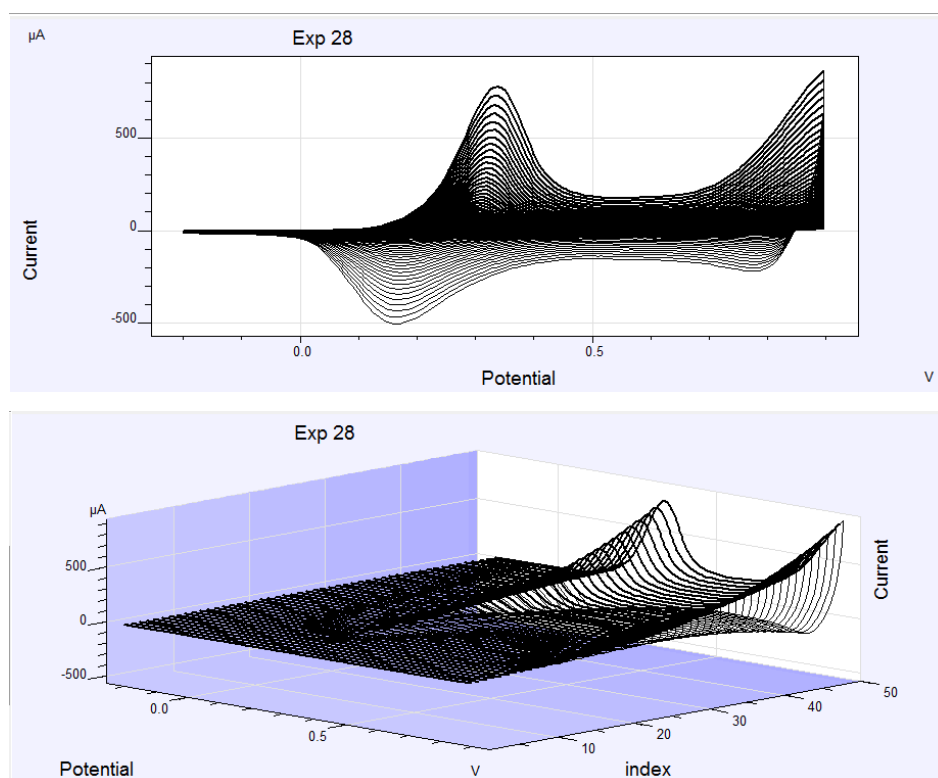 µA
Exp 28
500
0
-500
Current
0.0
0.5
Potential
V
Exp 28
µA
500
0
-500
Current
0.0
0.5
10
20
30
40
50
Potential
V
index